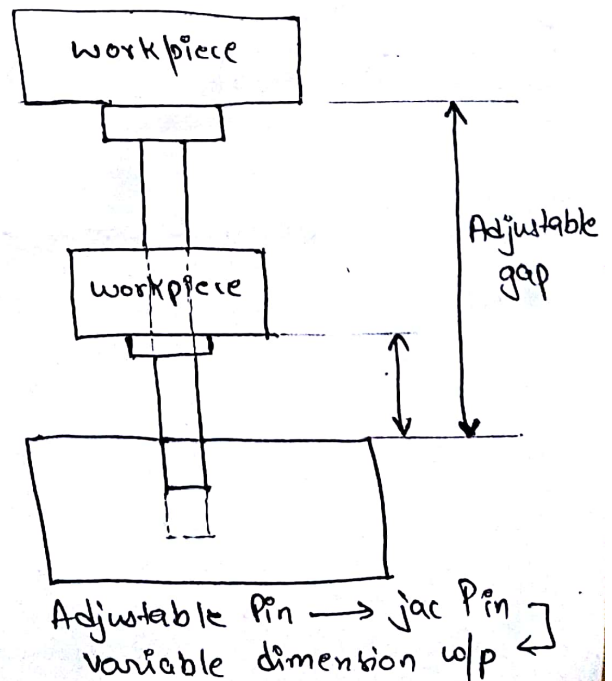 workpiece
Adjustable
gap
workpiece
Adjustable Pin → jac Pin
variable dimension w/p